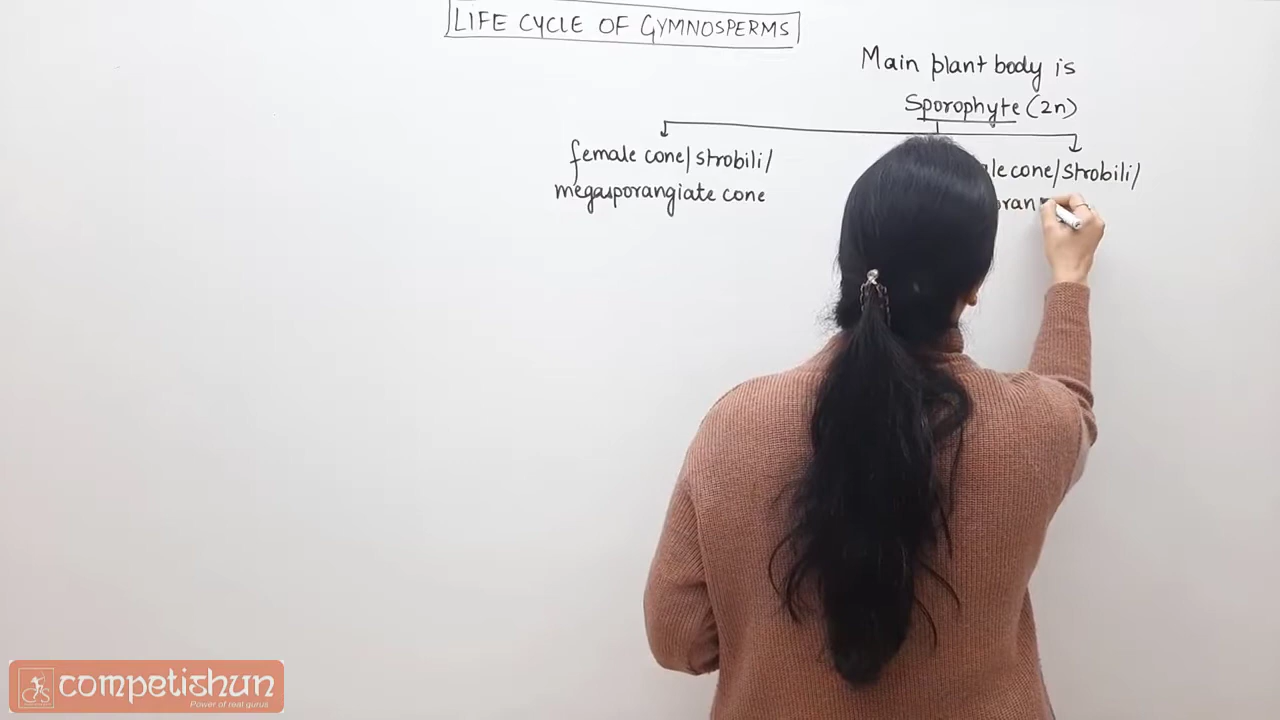 LIFE CYCLE OF GYMNOSPERMS
Main plant body is
Sporophyte (2n)
female cone/strobili/
megasporangiate cone
cone/strobili/
competishun
Power of real gurus